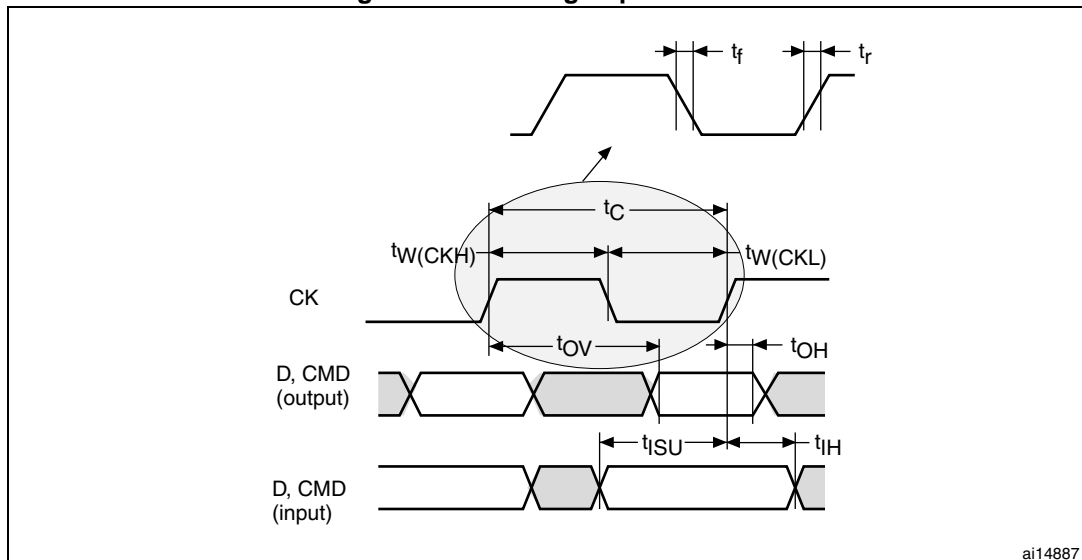 tf
tr
tC
tW(CKH)
tW(CKL)
CK
tOV
tOH
D, CMD
(output)
tISU
tIH
D, CMD
(input)
ai14887